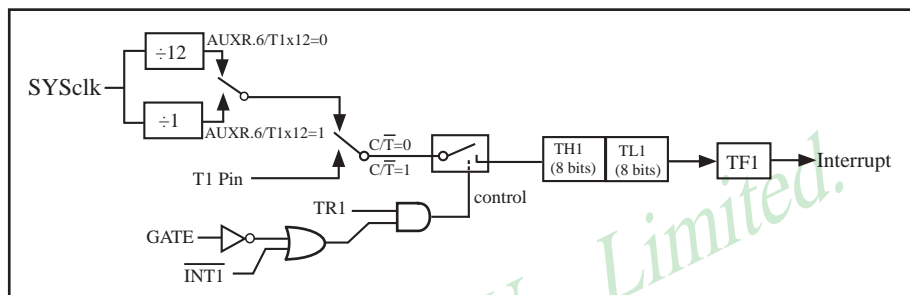 ÷12
AUXR.6/T1x12=0
SYSclk
÷1
AUXR.6/T1x12=1
C/T̅=0
C/T̅=1
T1 Pin
TH1
(8 bits)
TL1
(8 bits)
TF1
Interrupt
control
TR1
GATE
I̅N̅T̅1̅
Limited.